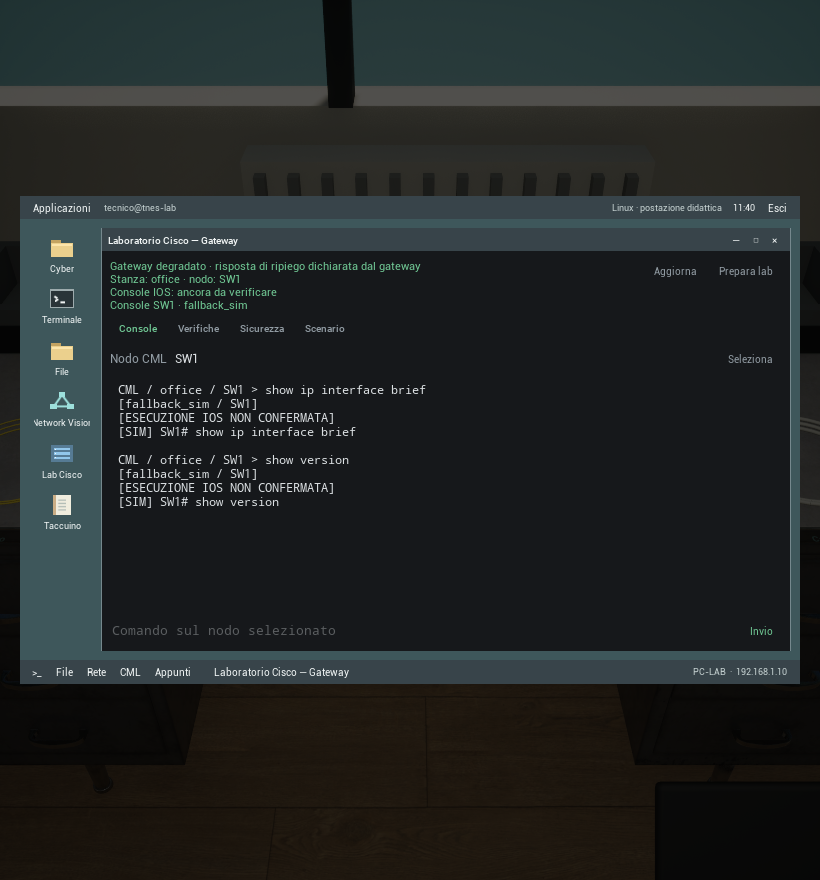 Applicazioni tecnico@tnes-lab Linux · postazione didattica 11:40 Esci
Cyber
Terminale
File
Network Vision
Lab Cisco
Taccuino
Laboratorio Cisco — Gateway
Gateway degradato · risposta di ripiego dichiarata dal gateway
Stanza: office · nodo: SW1
Console IOS: ancora da verificare
Console SW1 · fallback_sim
Aggiorna Prepara lab
Console Verifiche Sicurezza Scenario
Nodo CML SW1 Seleziona
CML / office / SW1 > show ip interface brief
[fallback_sim / SW1]
[ESECUZIONE IOS NON CONFERMATA]
[SIM] SW1# show ip interface brief
CML / office / SW1 > show version
[fallback_sim / SW1]
[ESECUZIONE IOS NON CONFERMATA]
[SIM] SW1# show version
Comando sul nodo selezionato Invio
>_ File Rete CML Appunti Laboratorio Cisco — Gateway PC-LAB · 192.168.1.10